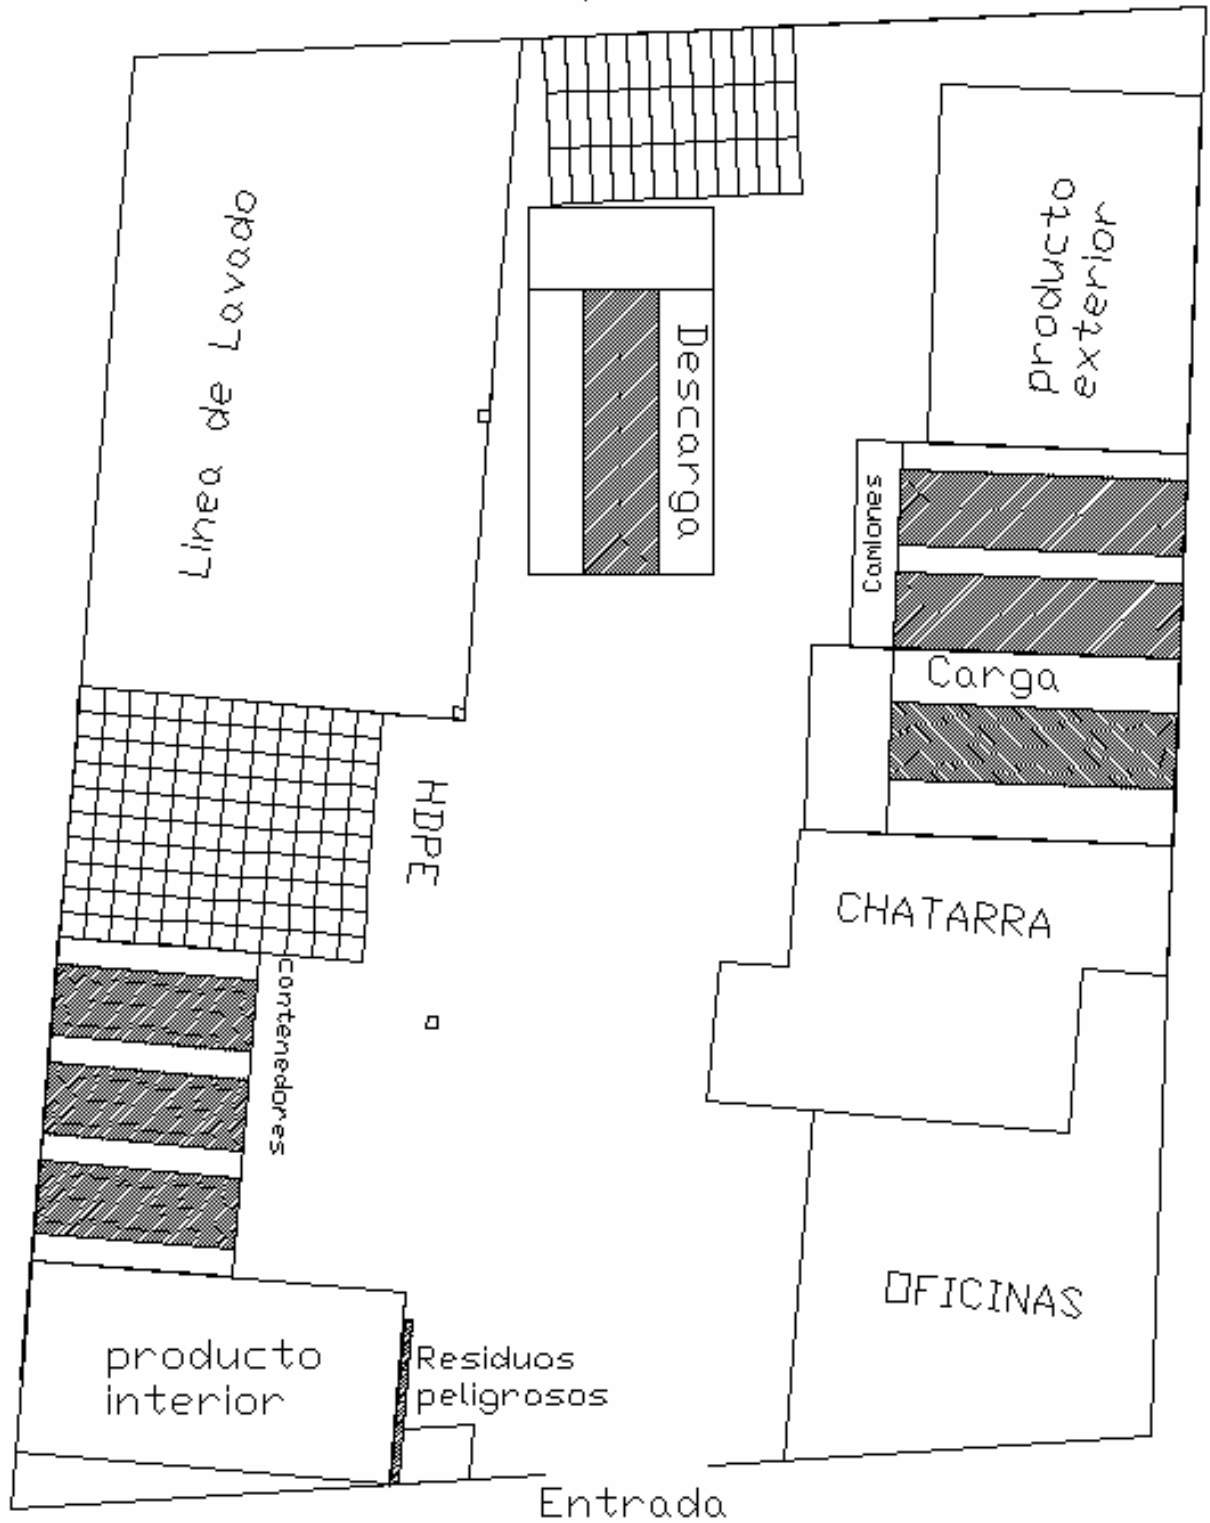 Linea de Lavado
Descarga
producto
exterior
Camiones
Carga
HDPE
CHATARRA
contenedores
OFICINAS
producto
interior
Residuos
peligrosos
Entrada